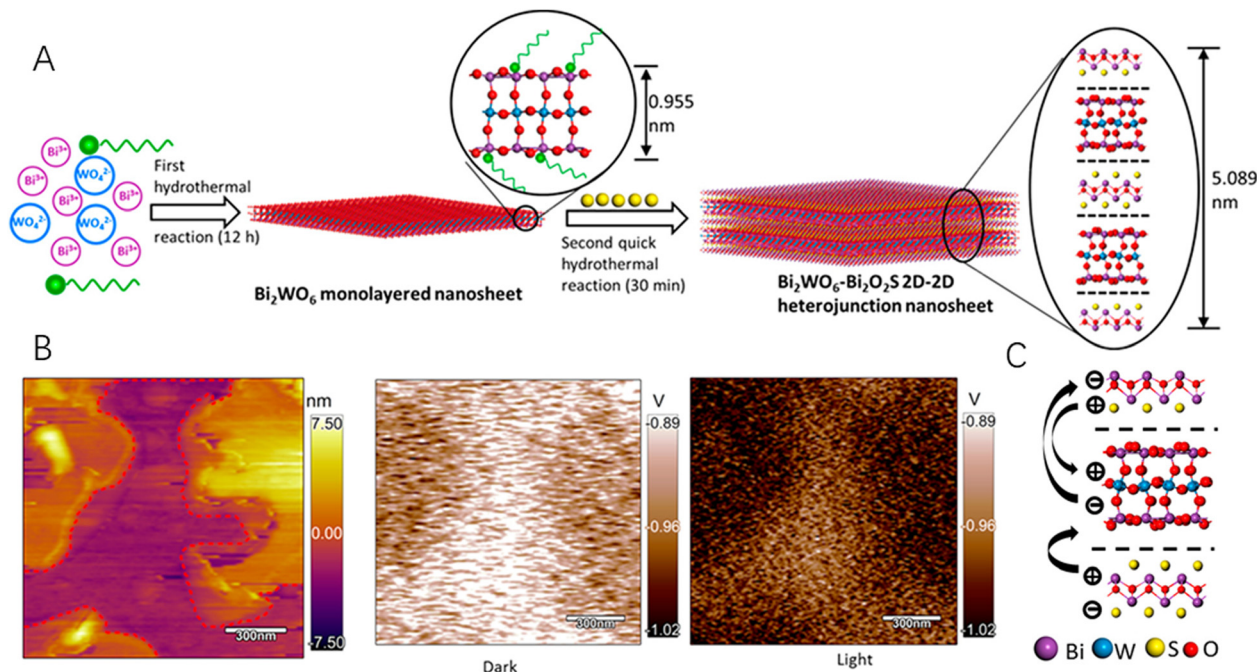 A
Bi3+
Bi3+
WO42-
Bi3+
Bi3+
WO42-
WO42-
Bi3+
Bi3+
First
hydrothermal
reaction (12 h)
0.955
nm
Bi2WO6 monolayered nanosheet
Second quick
hydrothermal
reaction (30 min)
Bi2WO6-Bi2O2S 2D-2D
heterojunction nanosheet
5.089
nm
B
nm
7.50
0.00
-7.50
300nm
V
-0.89
-0.96
-1.02
300nm
Dark
V
-0.89
-0.96
-1.02
300nm
Light
C
Bi W S O